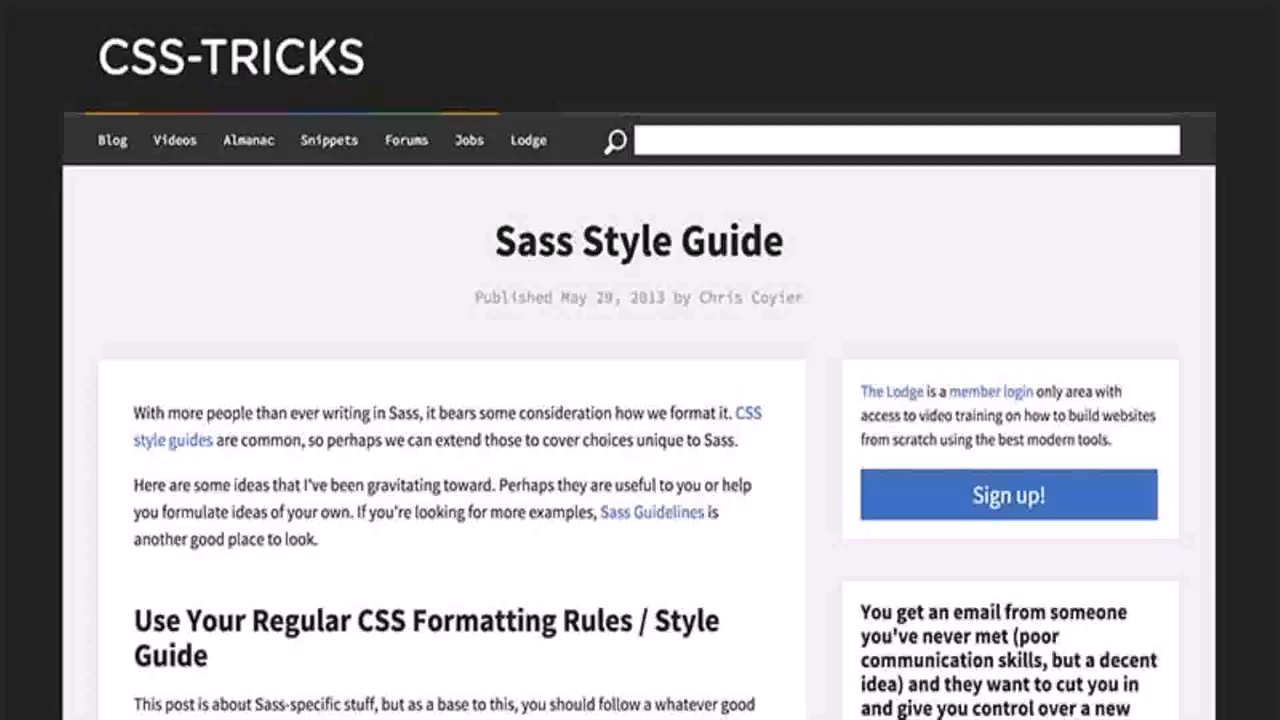 CSS-TRICKS
Blog Videos Almanac Snippets Forums Jobs Lodge
Sass Style Guide
Published May 29, 2013 by Chris Coyier
With more people than ever writing in Sass, it bears some consideration how we format it. CSS
style guides are common, so perhaps we can extend those to cover choices unique to Sass.
Here are some ideas that I've been gravitating toward. Perhaps they are useful to you or help
you formulate ideas of your own. If you're looking for more examples, Sass Guidelines is
another good place to look.
Use Your Regular CSS Formatting Rules / Style
Guide
This post is about Sass-specific stuff, but as a base to this, you should follow a whatever good
The Lodge is a member login only area with
access to video training on how to build websites
from scratch using the best modern tools.
Sign up!
You get an email from someone
you've never met (poor
communication skills, but a decent
idea) and they want to cut you in
and give you control over a new